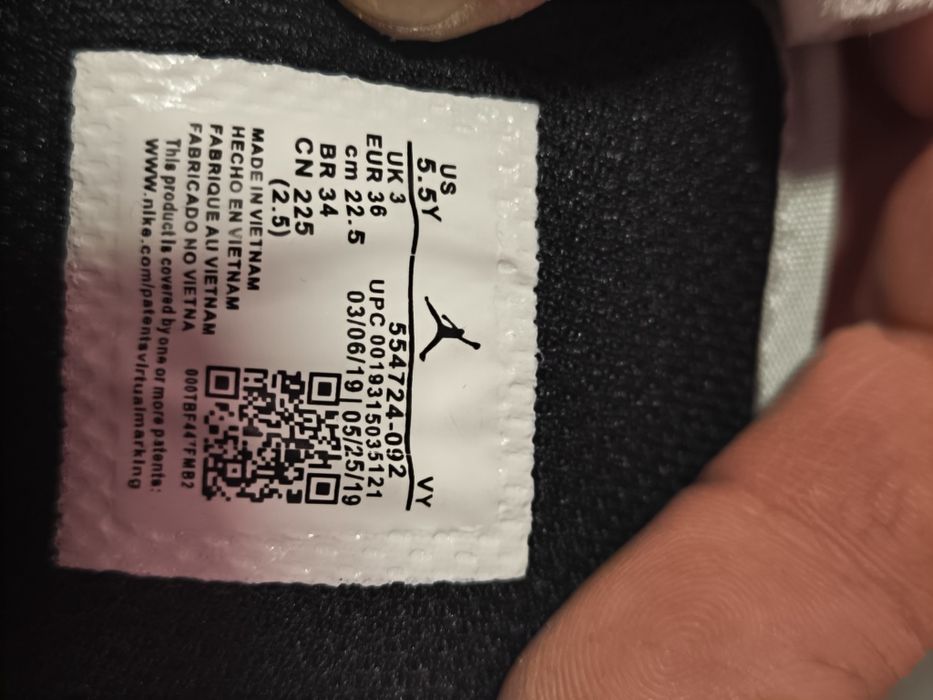 US
5.5Y
VY
UK 3
EUR 36
cm 22.5
BR 34
CN 225
(2.5)
554724-092
UPC 00193150351​21
03/06/19 05/25/19
MADE IN VIETNAM
HECHO EN VIETNAM
FABRIQUE AU VIETNAM
FABRICADO NO VIETNA
000TBF447FMB2
This product is covered by one or more patents:
www.nike.com/patentsvirtualmarking